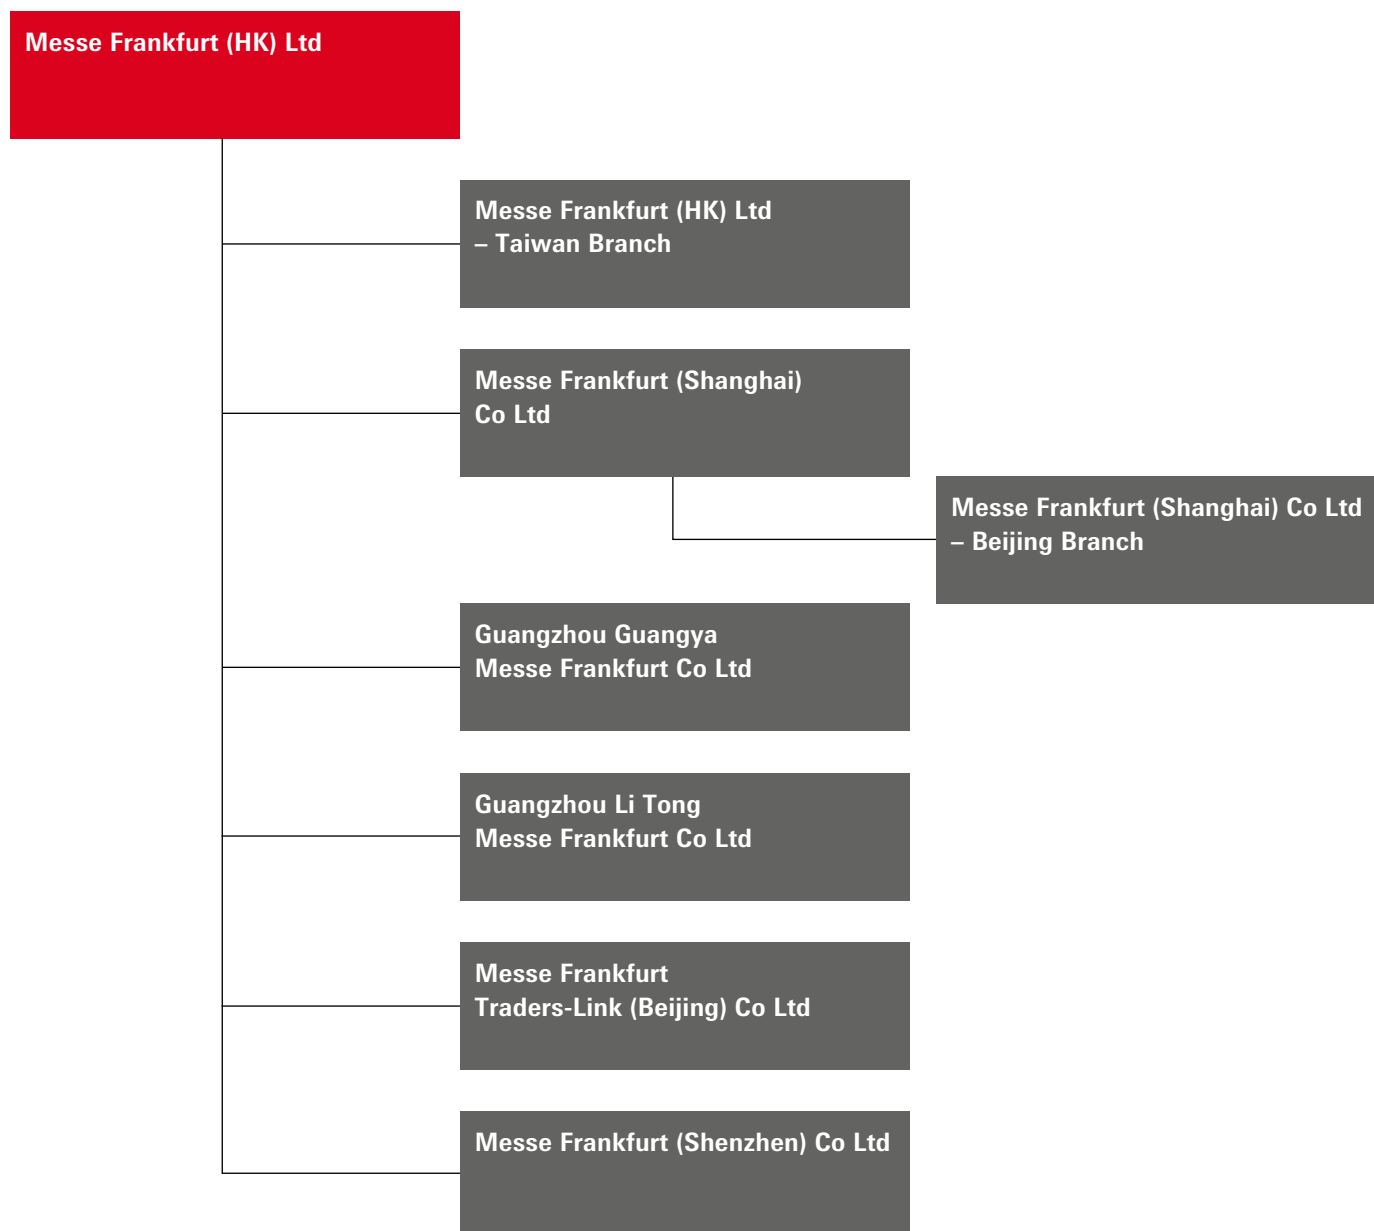 Messe Frankfurt (HK) Ltd
Messe Frankfurt (HK) Ltd
– Taiwan Branch
Messe Frankfurt (Shanghai)
Co Ltd
Messe Frankfurt (Shanghai) Co Ltd
– Beijing Branch
Guangzhou Guangya
Messe Frankfurt Co Ltd
Guangzhou Li Tong
Messe Frankfurt Co Ltd
Messe Frankfurt
Traders-Link (Beijing) Co Ltd
Messe Frankfurt (Shenzhen) Co Ltd